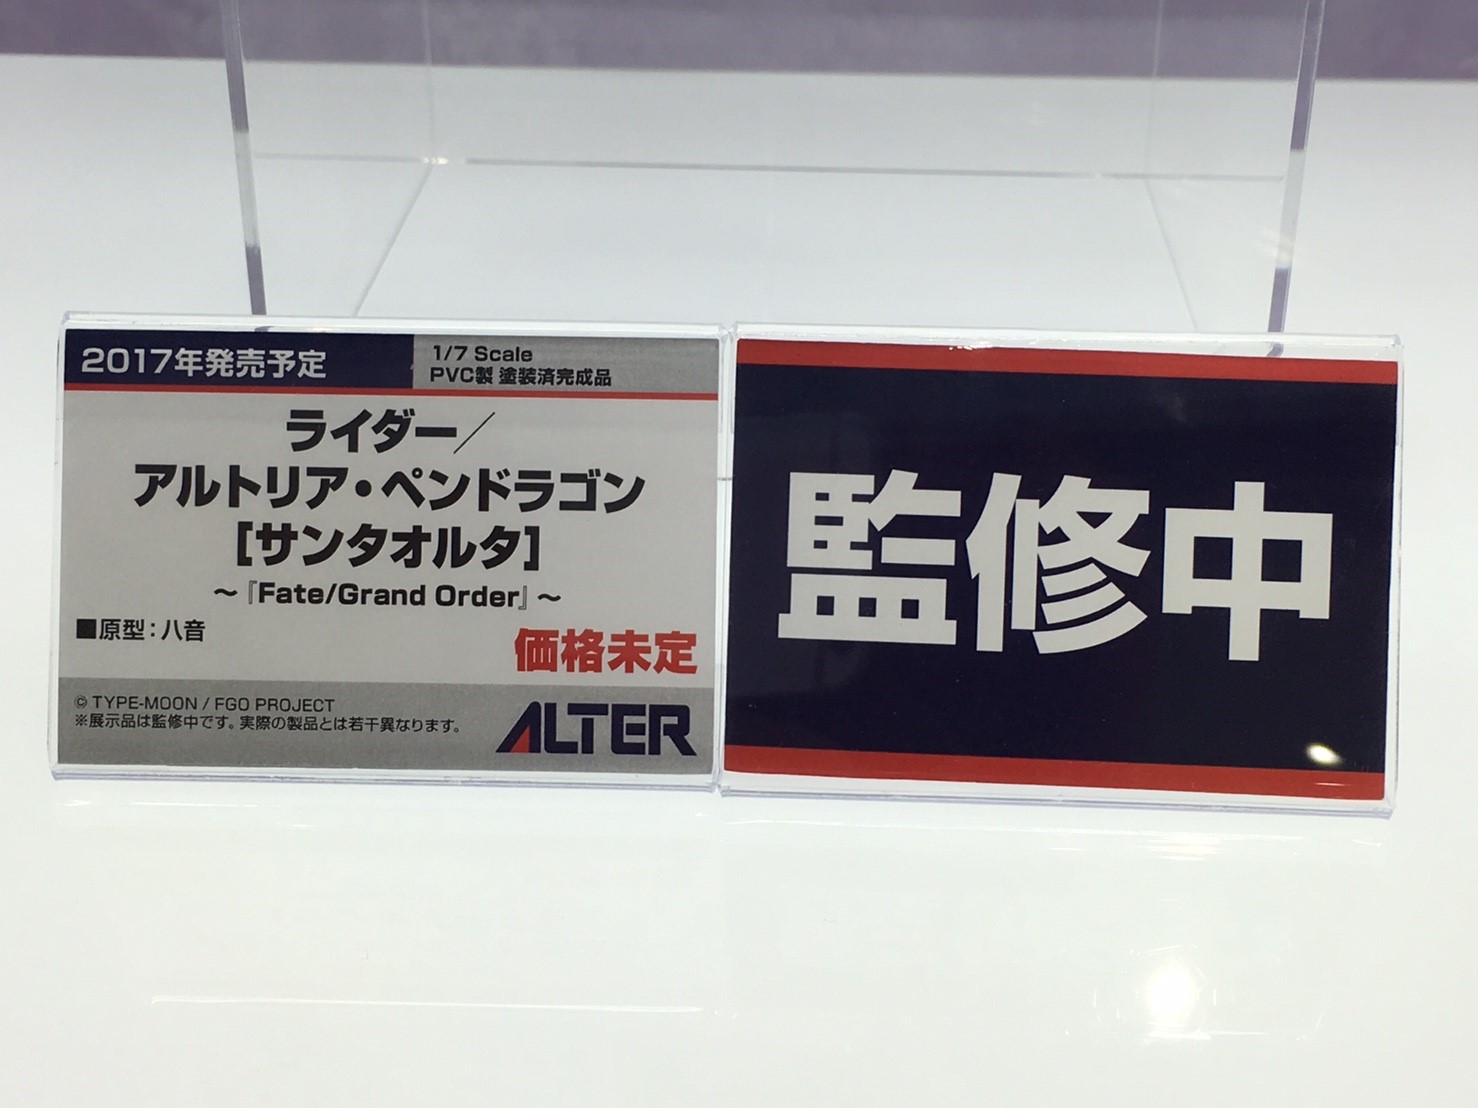 2017年発売予定
1/7 Scale
PVC製 塗装済完成品
ライダー／
アルトリア・ペンドラゴン
［サンタオルタ］
～『Fate/Grand Order』～
■原型：八音
価格未定
© TYPE-MOON / FGO PROJECT
※展示品は監修中です。実際の製品とは若干異なります。
ALTER
監修中